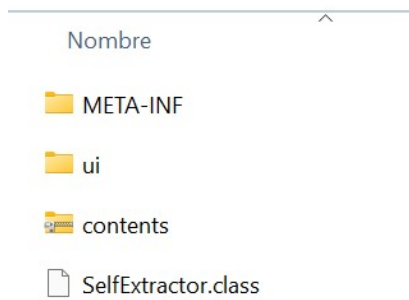 Nombre
META-INF
ui
contents
SelfExtractor.class